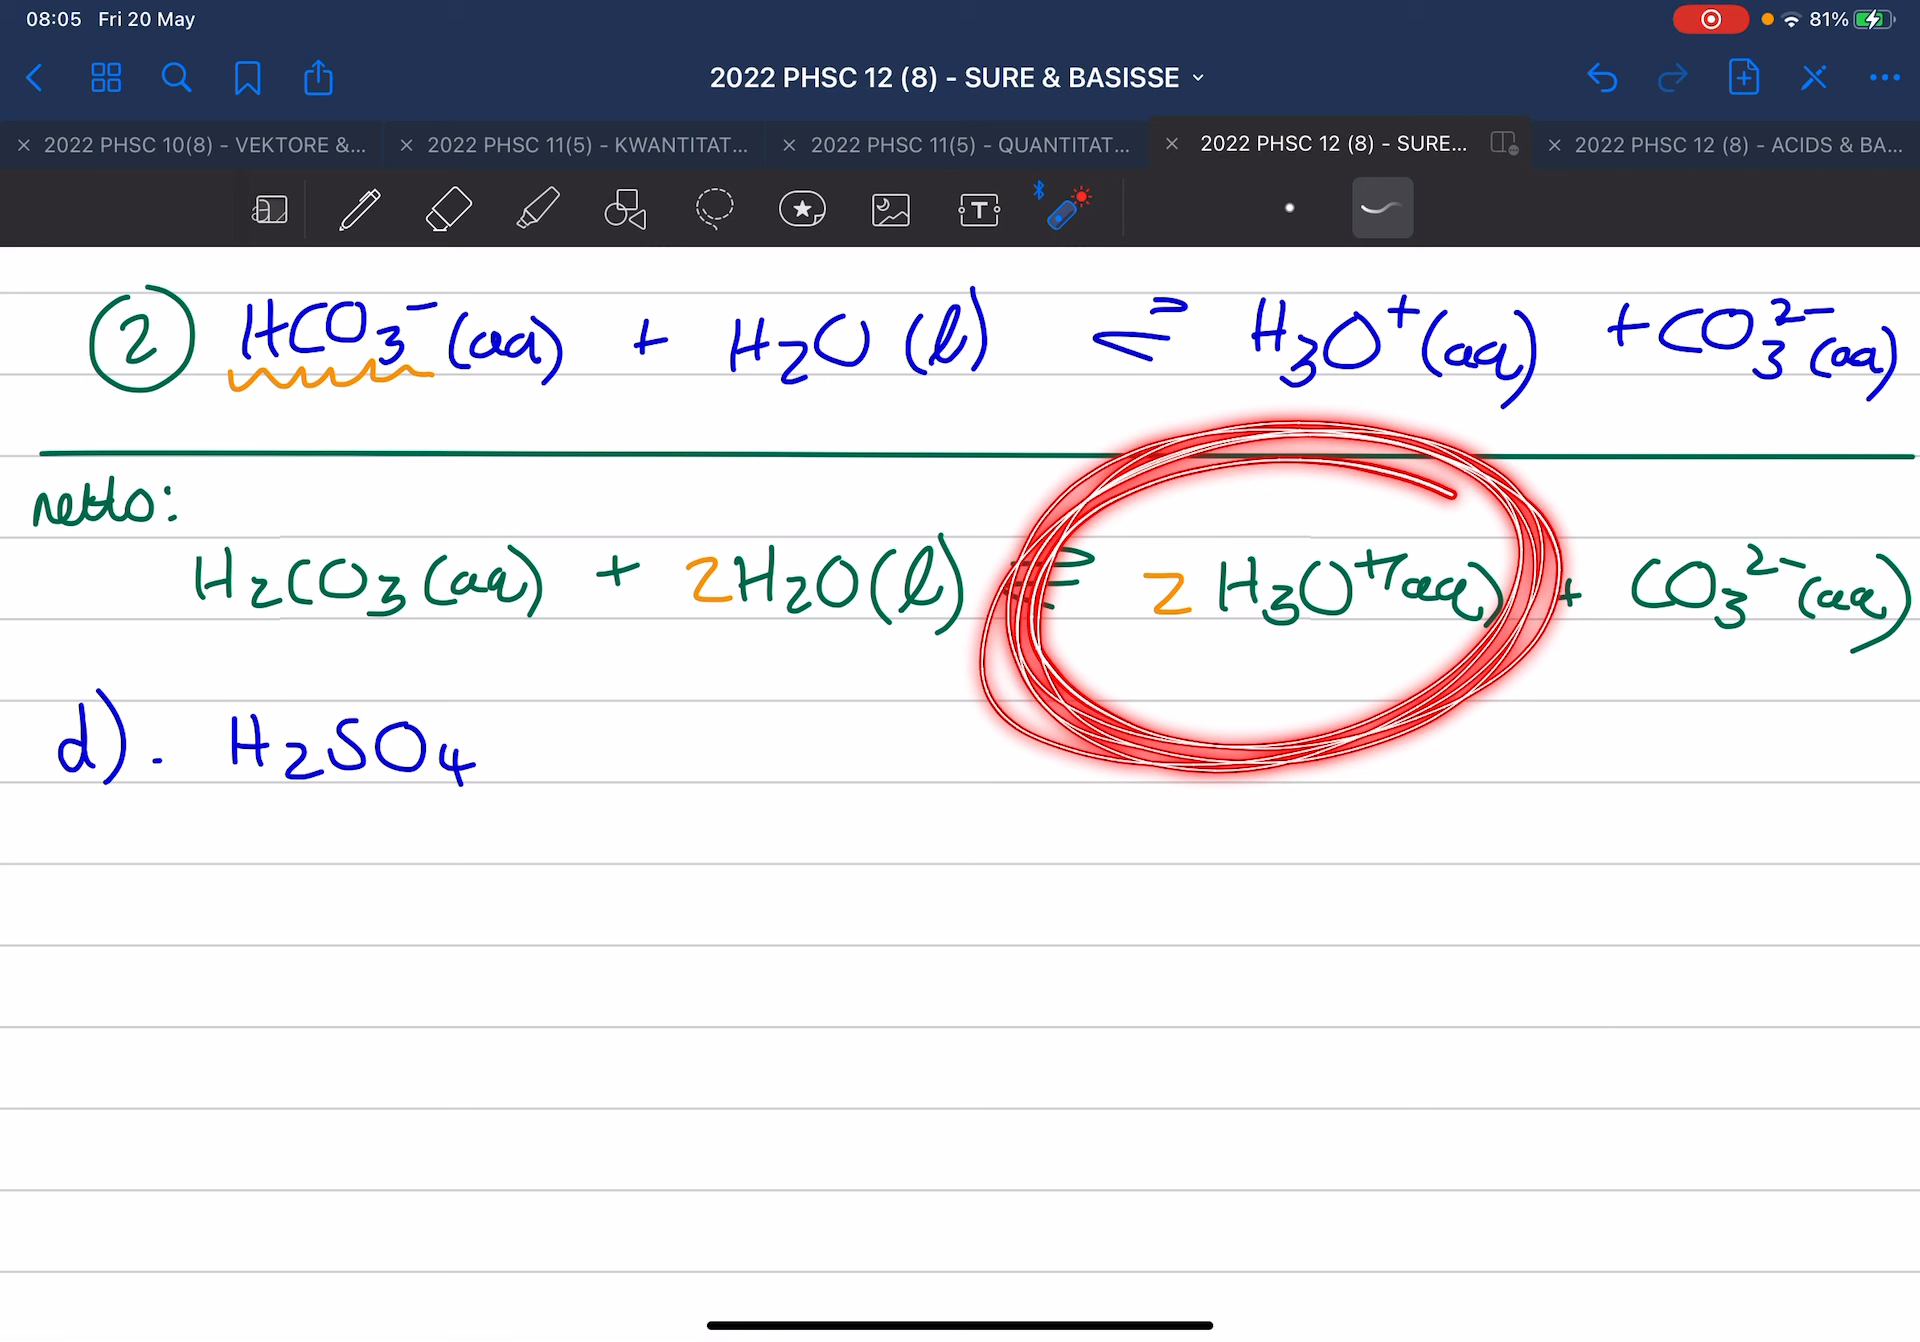 08:05 Fri 20 May 81%
2022 PHSC 12 (8) - SURE & BASISSE
2022 PHSC 10(8) - VEKTORE &... 2022 PHSC 11(5) - KWANTITAT... 2022 PHSC 11(5) - QUANTITAT... 2022 PHSC 12 (8) - SURE... 2022 PHSC 12 (8) - ACIDS & BA...
T
② HCO₃⁻(aq) + H₂O(l) ⇌ H₃O⁺(aq) + CO₃²⁻(aq)
netto:
H₂CO₃(aq) + 2H₂O(l) ⇌ 2 H₃O⁺(aq) + CO₃²⁻(aq)
d). H₂SO₄